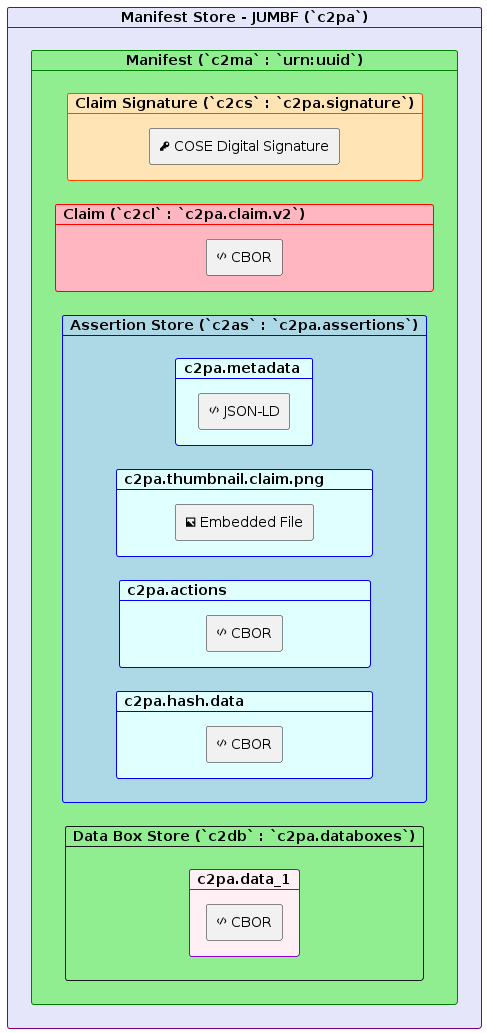 Manifest Store - JUMBF (`c2pa`)
Manifest (`c2ma` : `urn:uuid`)
Claim Signature (`c2cs` : `c2pa.signature`)
COSE Digital Signature
Claim (`c2cl` : `c2pa.claim.v2`)
CBOR
Assertion Store (`c2as` : `c2pa.assertions`)
c2pa.metadata
JSON-LD
c2pa.thumbnail.claim.png
Embedded File
c2pa.actions
CBOR
c2pa.hash.data
CBOR
Data Box Store (`c2db` : `c2pa.databoxes`)
c2pa.data_1
CBOR